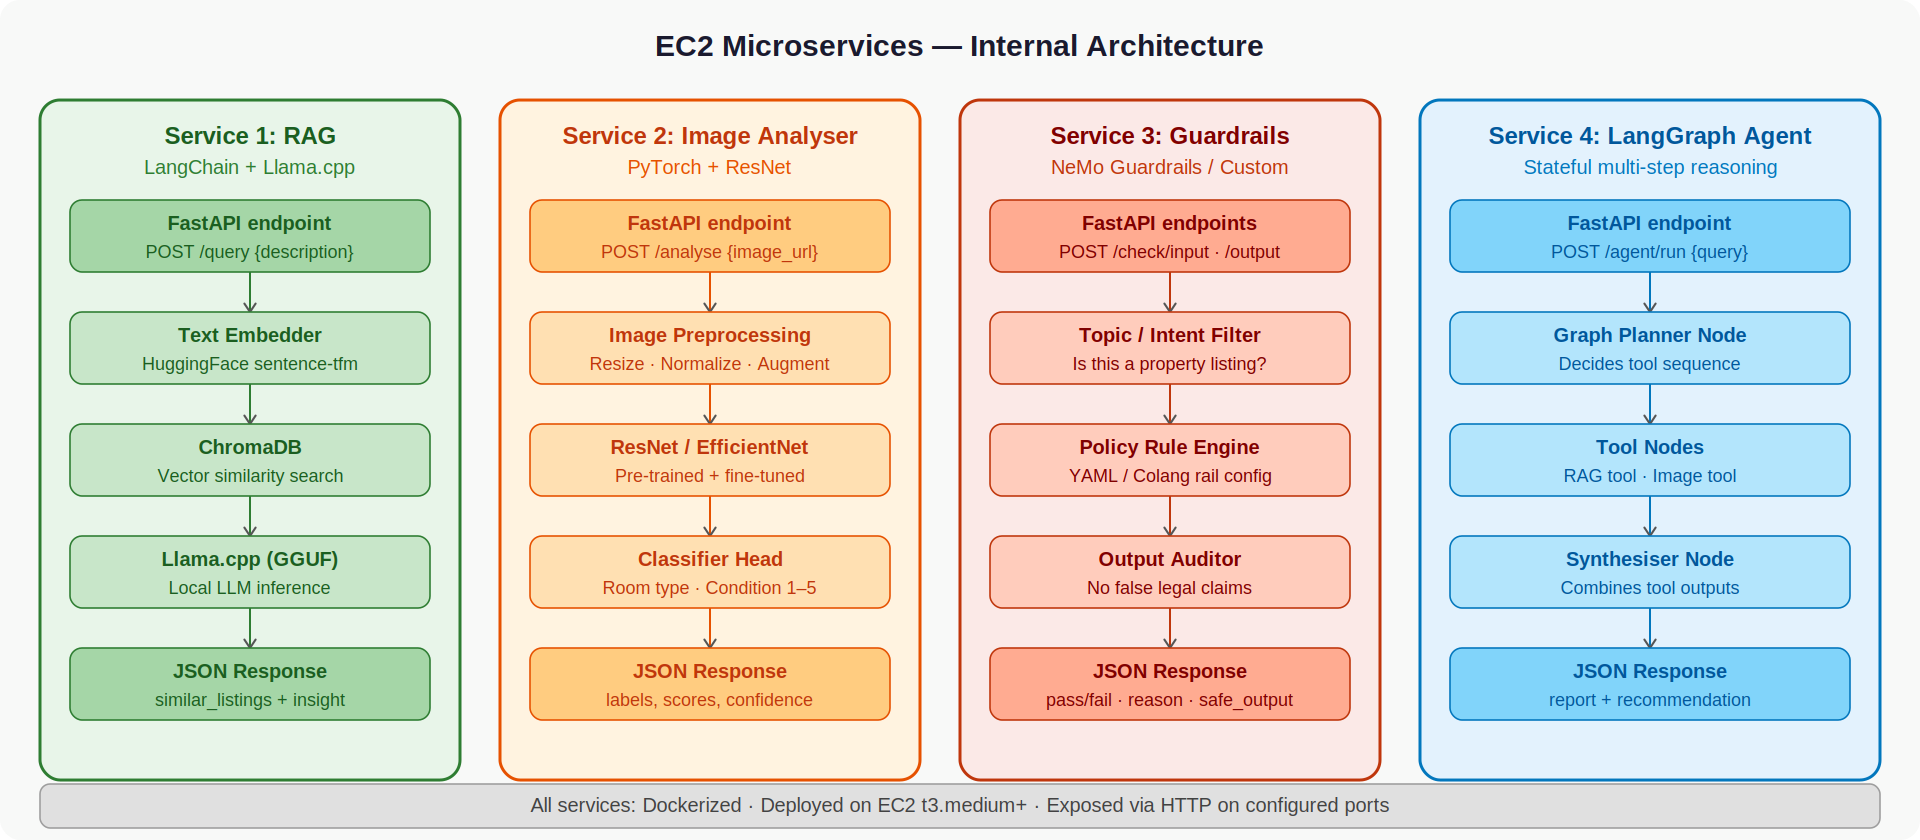 EC2 Microservices — Internal Architecture
Service 1: RAG
LangChain + Llama.cpp
FastAPI endpoint
POST /query {description}
Text Embedder
HuggingFace sentence-tfm
ChromaDB
Vector similarity search
Llama.cpp (GGUF)
Local LLM inference
JSON Response
similar_listings + insight
Service 2: Image Analyser
PyTorch + ResNet
FastAPI endpoint
POST /analyse {image_url}
Image Preprocessing
Resize · Normalize · Augment
ResNet / EfficientNet
Pre-trained + fine-tuned
Classifier Head
Room type · Condition 1–5
JSON Response
labels, scores, confidence
Service 3: Guardrails
NeMo Guardrails / Custom
FastAPI endpoints
POST /check/input · /output
Topic / Intent Filter
Is this a property listing?
Policy Rule Engine
YAML / Colang rail config
Output Auditor
No false legal claims
JSON Response
pass/fail · reason · safe_output
Service 4: LangGraph Agent
Stateful multi-step reasoning
FastAPI endpoint
POST /agent/run {query}
Graph Planner Node
Decides tool sequence
Tool Nodes
RAG tool · Image tool
Synthesiser Node
Combines tool outputs
JSON Response
report + recommendation
All services: Dockerized · Deployed on EC2 t3.medium+ · Exposed via HTTP on configured ports